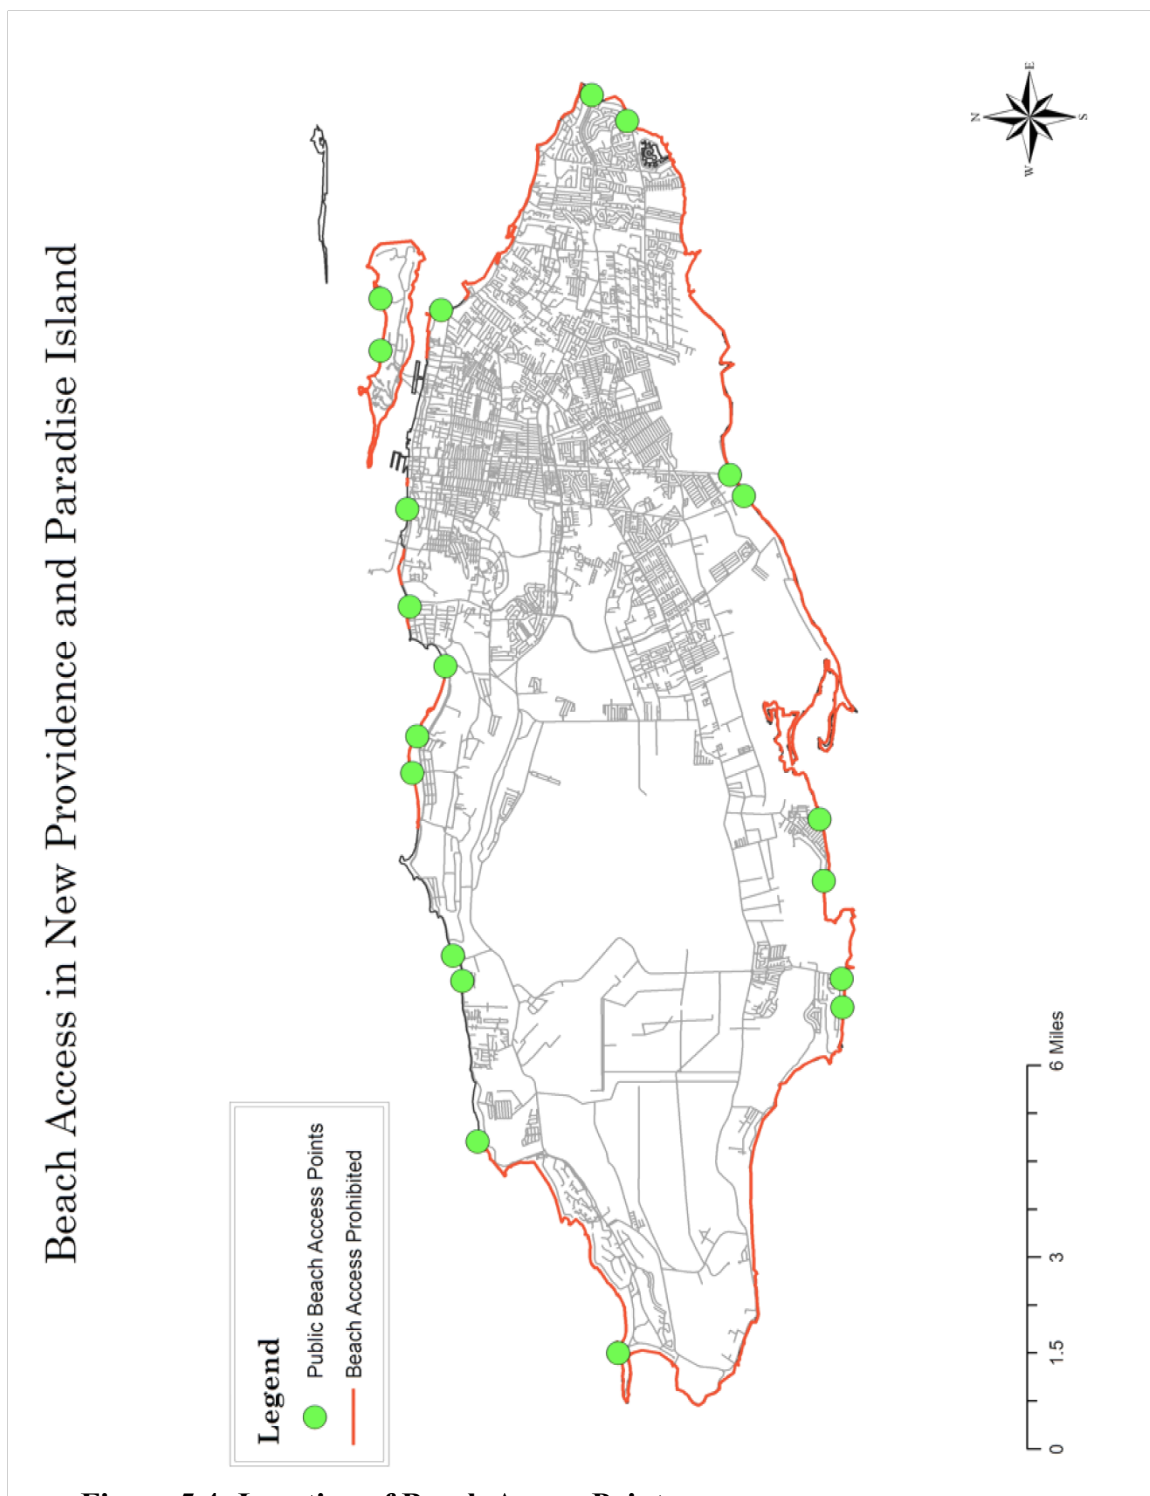 Beach Access in New Providence and Paradise Island
N
E
S
W
Legend
Public Beach Access Points
Beach Access Prohibited
0
1.5
3
6 Miles